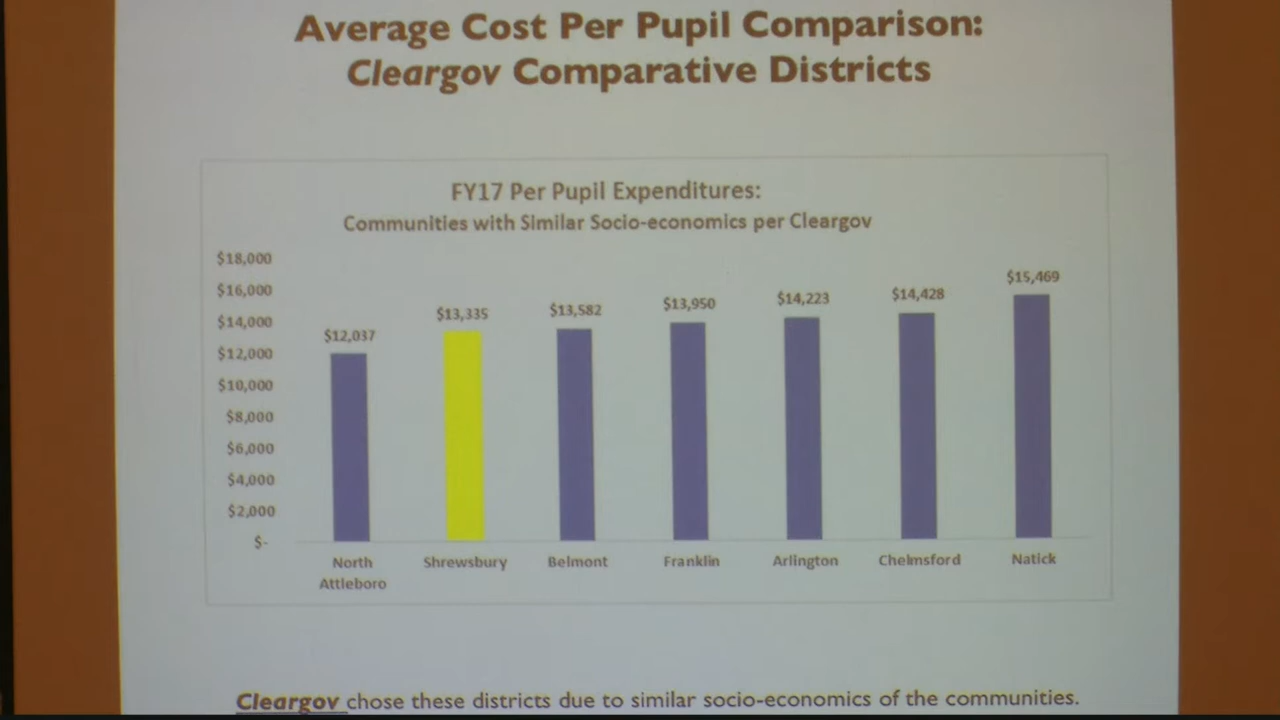 Average Cost Per Pupil Comparison:
Cleargov Comparative Districts
FY17 Per Pupil Expenditures:
Communities with Similar Socio-economics per Cleargov
$18,000
$16,000
$14,000
$12,000
$10,000
$8,000
$6,000
$4,000
$2,000
$-
$12,037
$13,335
$13,582
$13,950
$14,223
$14,428
$15,469
North
Attleboro
Shrewsbury
Belmont
Franklin
Arlington
Chelmsford
Natick
Cleargov chose these districts due to similar socio-economics of the communities.